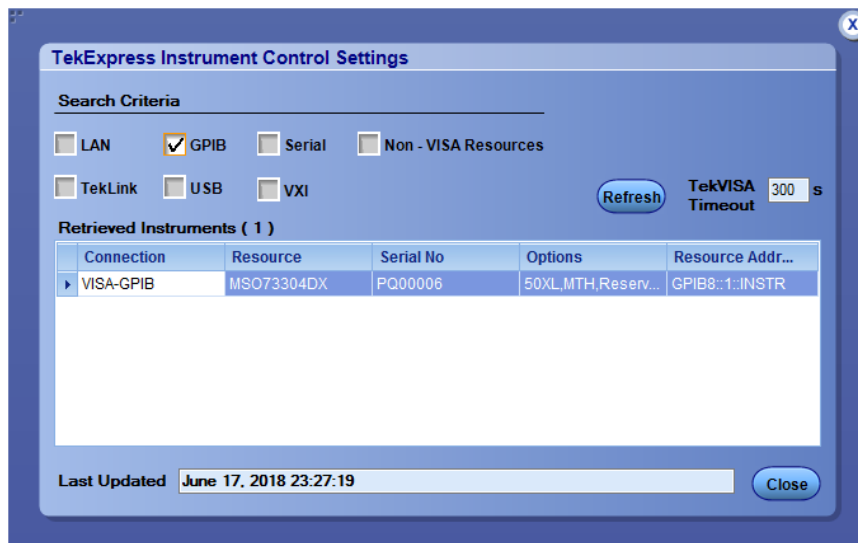 X
TekExpress Instrument Control Settings
Search Criteria
LAN GPIB Serial Non - VISA Resources
TekLink USB VXI
Refresh TekVISA Timeout 300 s
Retrieved Instruments ( 1 )
Connection Resource Serial No Options Resource Addr...
VISA-GPIB MSO73304DX PQ00006 50XL,MTH,Reserv... GPIB8::1::INSTR
Last Updated June 17, 2018 23:27:19 Close